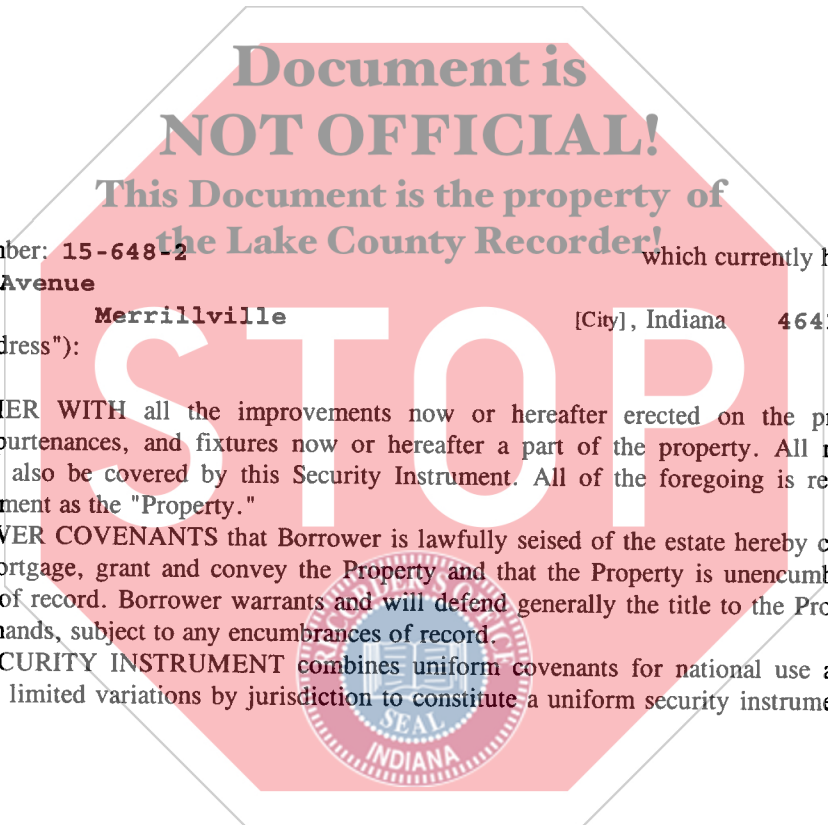 Document is
NOT OFFICIAL!
This Document is the property of
the Lake County Recorder!
ber: 15-648-2 which currently
Avenue
Merrillville [City], Indiana 464
dress"):
STOP
ER WITH all the improvements now or hereafter erected on the
purtenances, and fixtures now or hereafter a part of the property. All
also be covered by this Security Instrument. All of the foregoing is re
ment as the "Property."
VER COVENANTS that Borrower is lawfully seised of the estate hereby
ortgage, grant and convey the Property and that the Property is unencumb
of record. Borrower warrants and will defend generally the title to the Pro
ands, subject to any encumbrances of record.
CURITY INSTRUMENT combines uniform covenants for national use
limited variations by jurisdiction to constitute a uniform security instrume
RECORDER'S OFFICE
SEAL
INDIANA